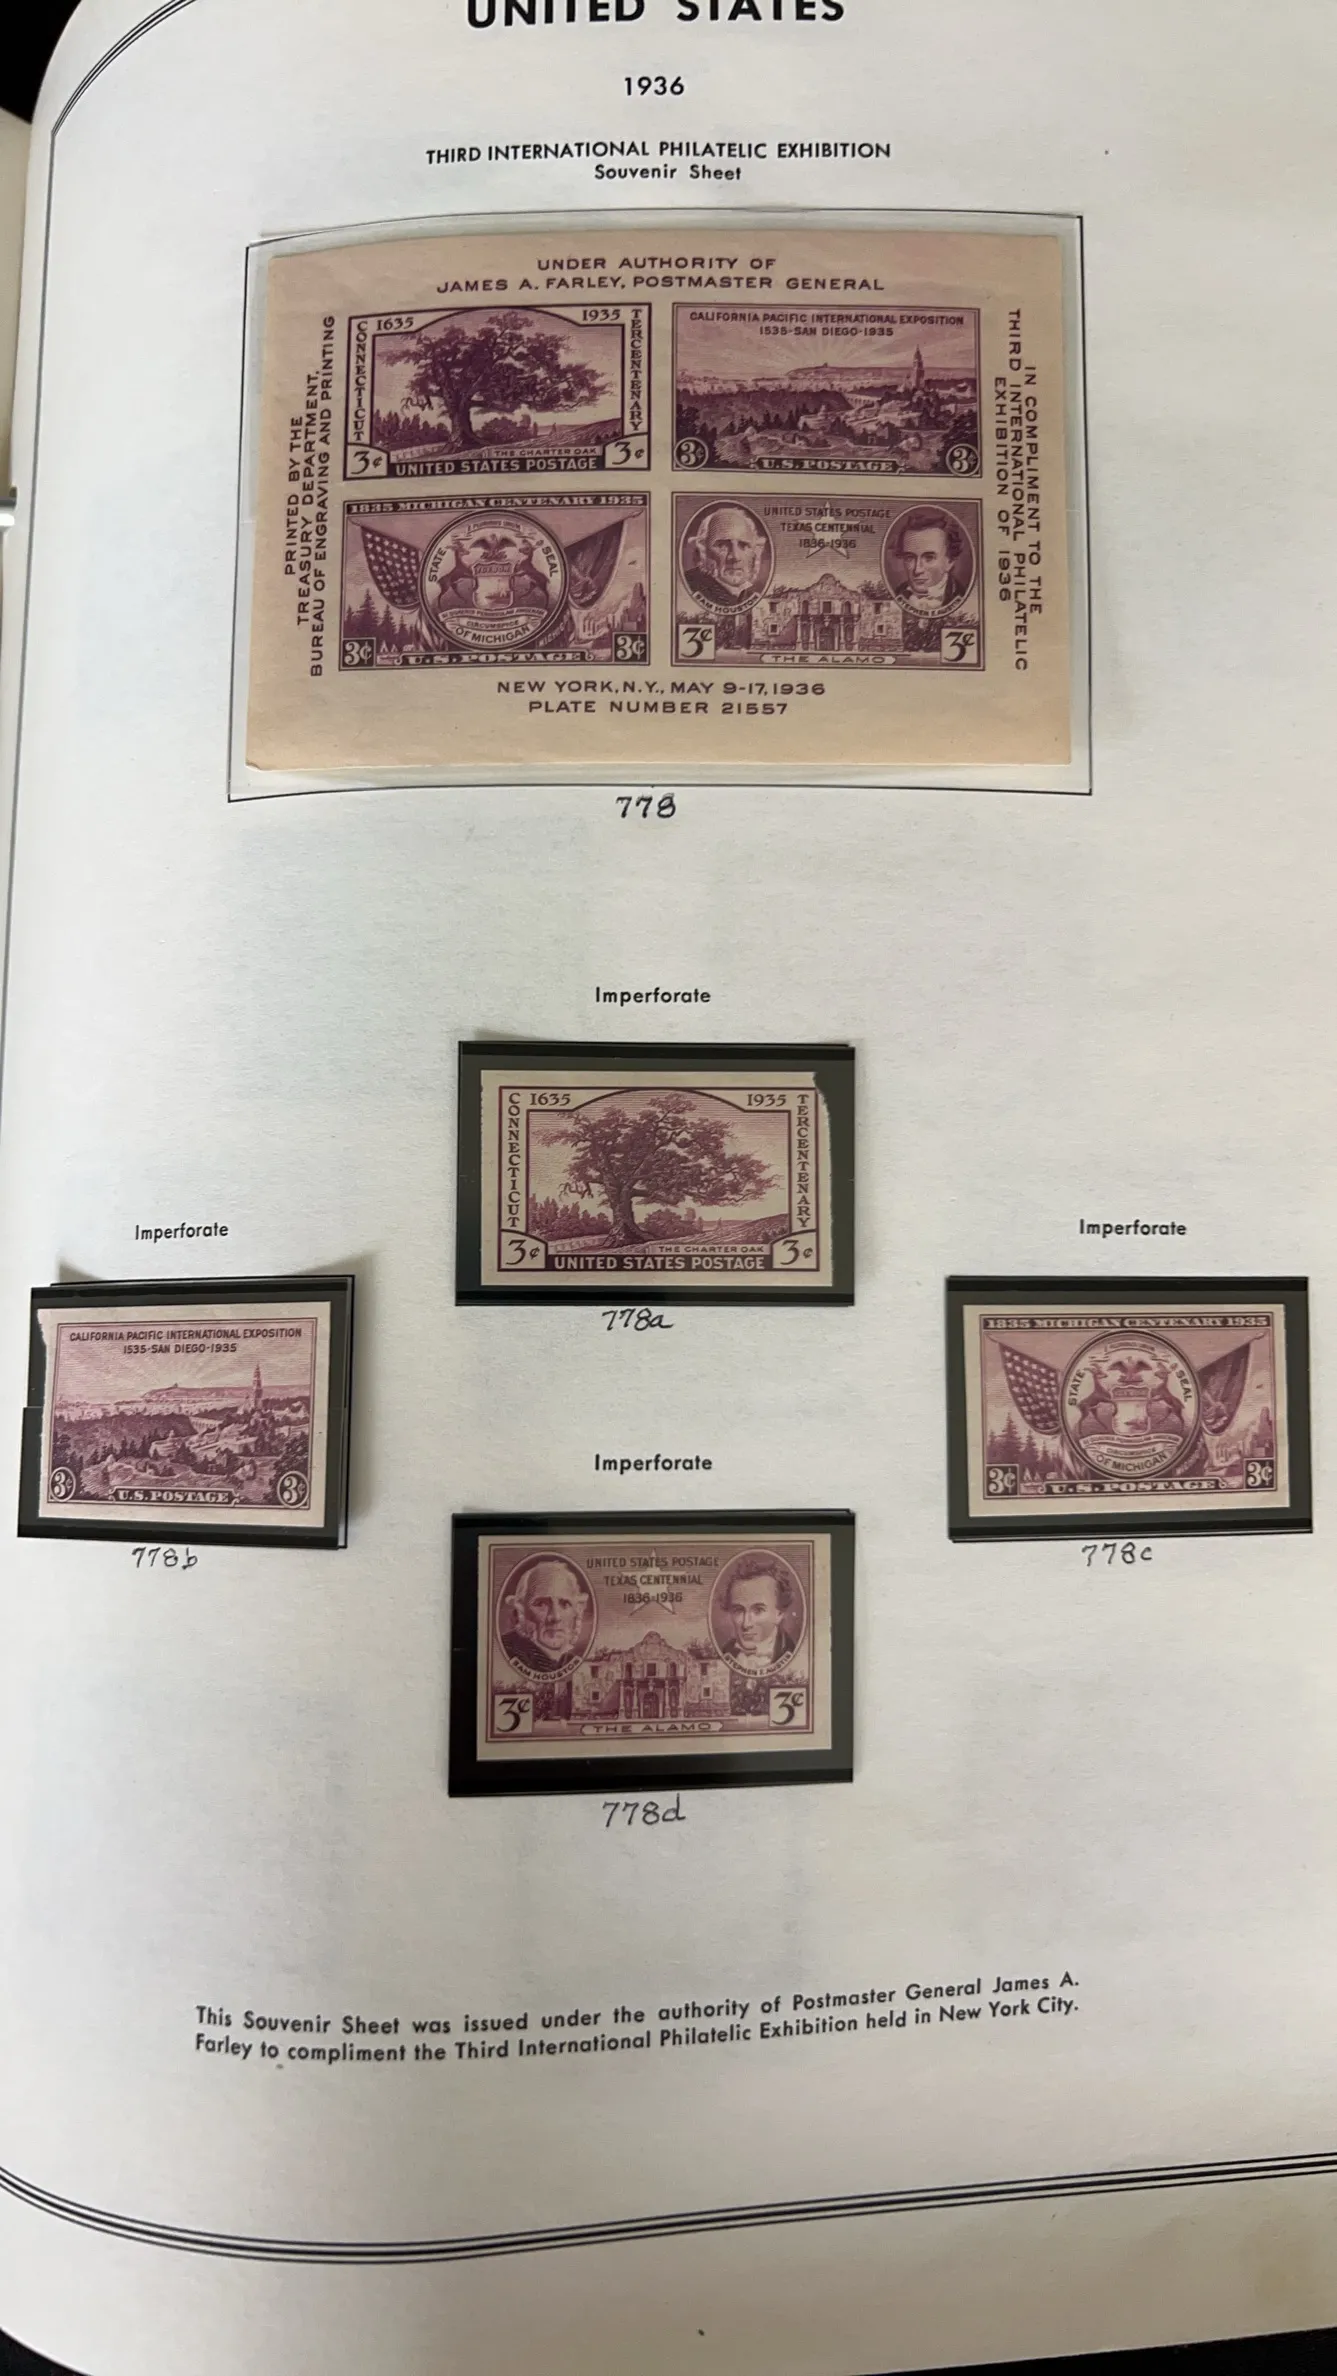 UNITED STATES
1936
THIRD INTERNATIONAL PHILATELIC EXHIBITION
Souvenir Sheet
UNDER AUTHORITY OF
JAMES A. FARLEY, POSTMASTER GENERAL
PRINTED BY THE
TREASURY DEPARTMENT,
BUREAU OF ENGRAVING AND PRINTING
CONNECTICUT
1635
1935
TERCENTENARY
THE CHARTER OAK
3¢
UNITED STATES POSTAGE
3¢
CALIFORNIA PACIFIC INTERNATIONAL EXPOSITION
1535-SAN DIEGO-1935
3¢
U.S. POSTAGE
3¢
1835 MICHIGAN CENTENARY 1935
STATE
SEAL
CIRCUMSPICE
OF MICHIGAN
3¢
U.S. POSTAGE
3¢
UNITED STATES POSTAGE
TEXAS CENTENNIAL
1836-1936
SAM HOUSTON
STEPHEN F. AUSTIN
3¢
THE ALAMO
3¢
IN COMPLIMENT TO THE
THIRD INTERNATIONAL PHILATELIC
EXHIBITION OF 1936
NEW YORK, N.Y., MAY 9-17, 1936
PLATE NUMBER 21557
778
Imperforate
CONNECTICUT
1635
1935
TERCENTENARY
THE CHARTER OAK
3¢
UNITED STATES POSTAGE
3¢
778a
Imperforate
CALIFORNIA PACIFIC INTERNATIONAL EXPOSITION
1535-SAN DIEGO-1935
3¢
U.S. POSTAGE
3¢
778b
Imperforate
1835 MICHIGAN CENTENARY 1935
STATE
SEAL
CIRCUMSPICE
OF MICHIGAN
3¢
U.S. POSTAGE
3¢
778c
Imperforate
UNITED STATES POSTAGE
TEXAS CENTENNIAL
1836-1936
SAM HOUSTON
STEPHEN F. AUSTIN
3¢
THE ALAMO
3¢
778d
This Souvenir Sheet was issued under the authority of Postmaster General James A.
Farley to compliment the Third International Philatelic Exhibition held in New York City.